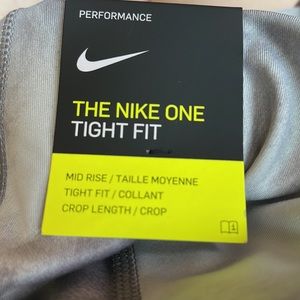 PERFORMANCE
THE NIKE ONE
TIGHT FIT
MID RISE / TAILLE MOYENNE
TIGHT FIT / COLLANT
CROP LENGTH / CROP